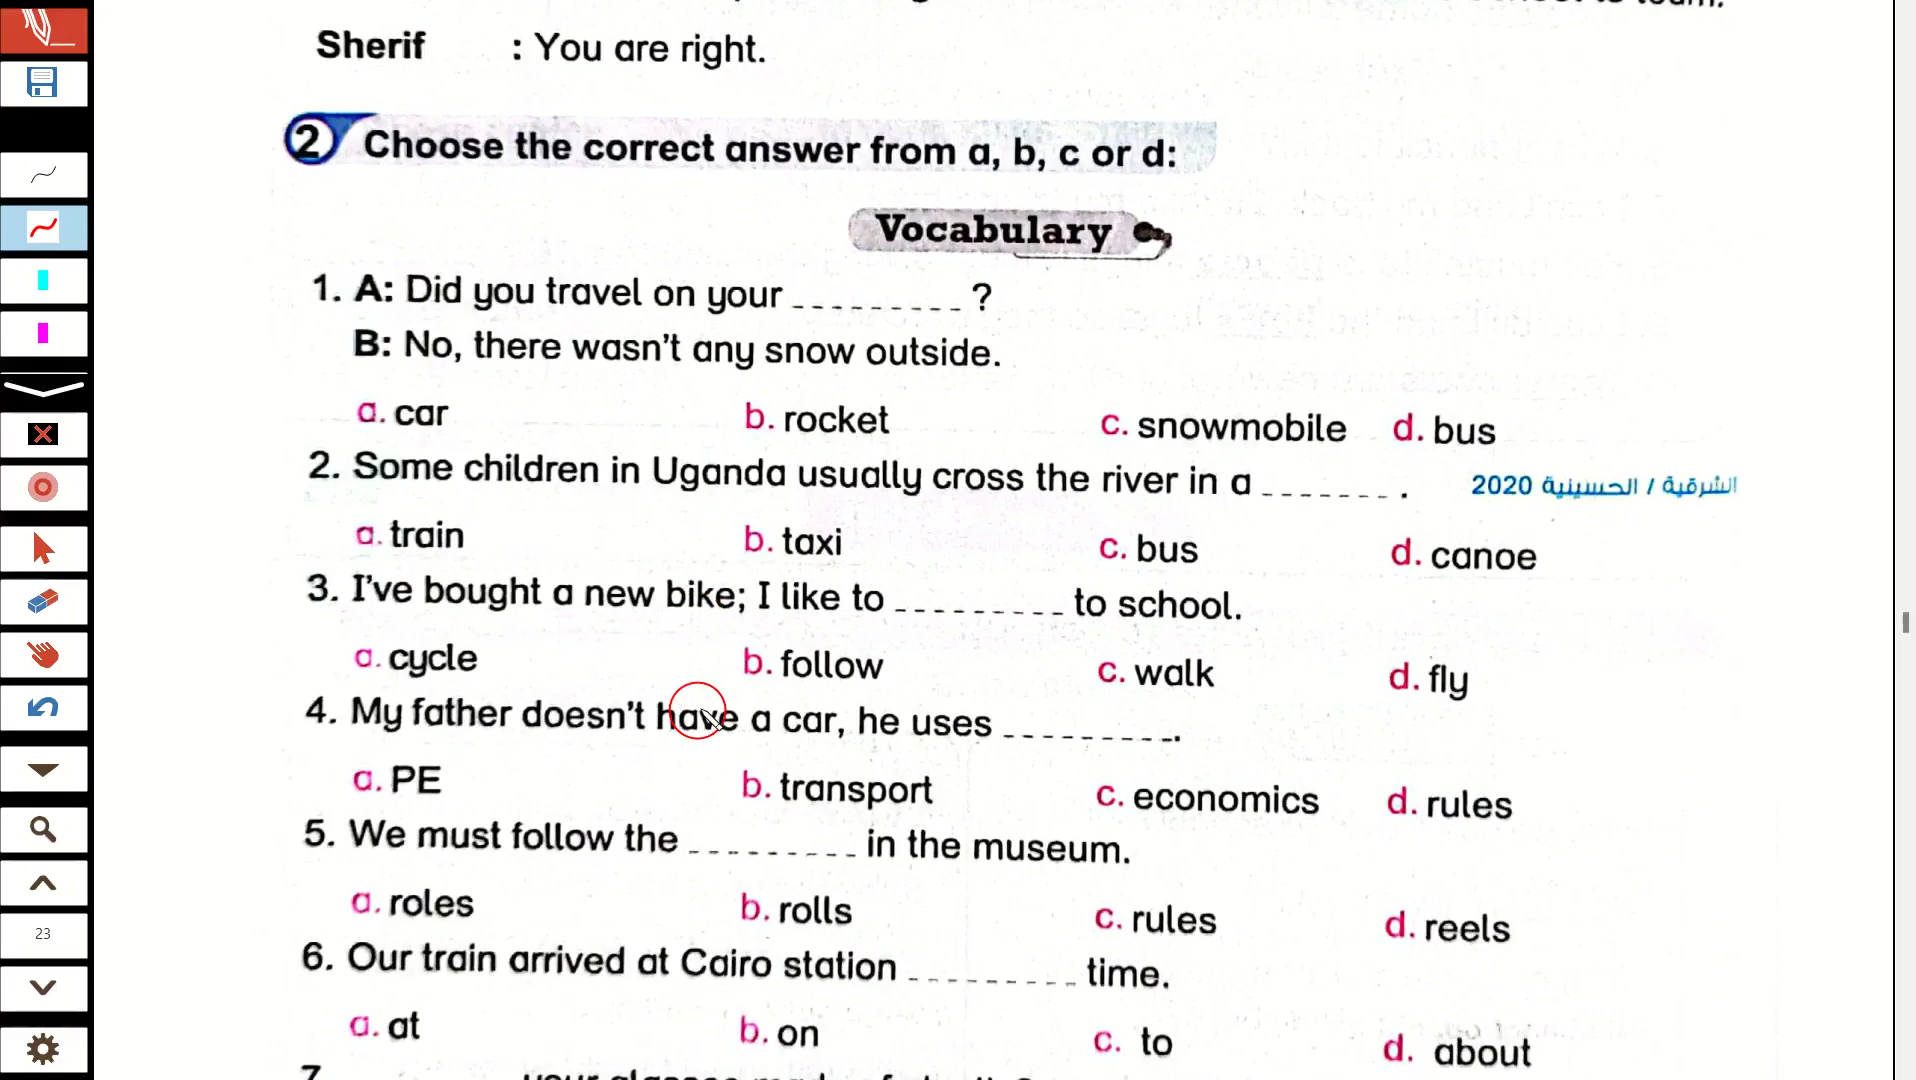 Sherif : You are right.
2 Choose the correct answer from a, b, c or d:
Vocabulary
1. A: Did you travel on your _________ ?
B: No, there wasn't any snow outside.
a. car b. rocket c. snowmobile d. bus
2. Some children in Uganda usually cross the river in a _______ . الشرقية / الحسينية 2020
a. train b. taxi c. bus d. canoe
3. I've bought a new bike; I like to _________ to school.
a. cycle b. follow c. walk d. fly
4. My father doesn't have a car, he uses _________.
a. PE b. transport c. economics d. rules
5. We must follow the _________ in the museum.
a. roles b. rolls c. rules d. reels
6. Our train arrived at Cairo station _________ time.
a. at b. on c. to d. about
23